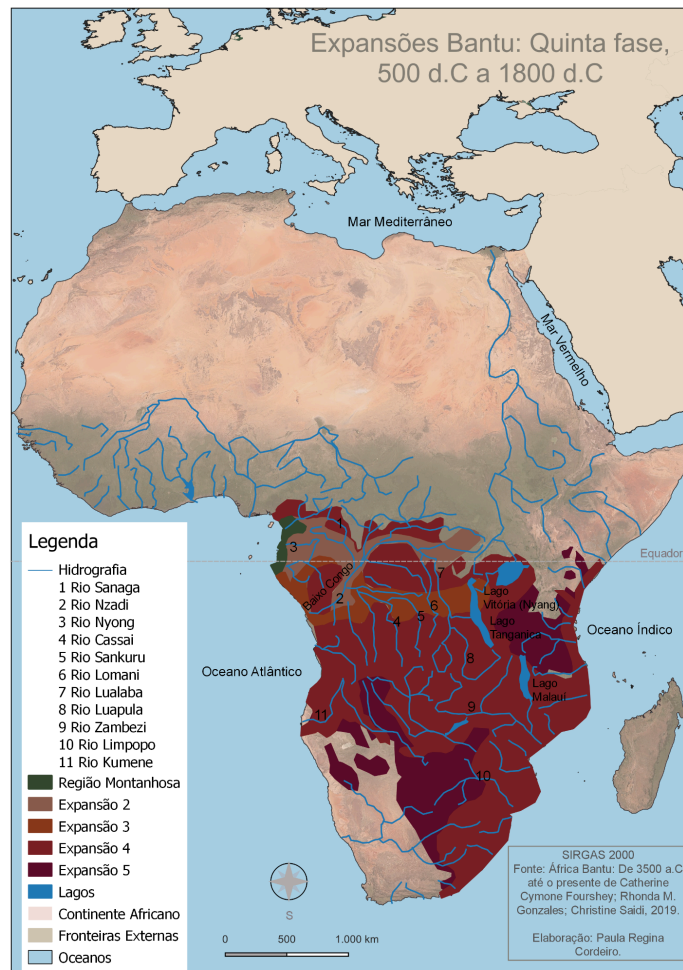 Expansões Bantu: Quinta fase,
500 d.C a 1800 d.C
Mar Mediterrâneo
Mar Vermelho
Equador
1
3
Baixo Congo
2
7
4
5
6
Lago
Vitória (Nyang)
Lago
Tanganica
Oceano Índico
Oceano Atlântico
8
Lago
Malauí
9
11
10
Legenda
Hidrografia
1 Rio Sanaga
2 Rio Nzadi
3 Rio Nyong
4 Rio Cassai
5 Rio Sankuru
6 Rio Lomani
7 Rio Lualaba
8 Rio Luapula
9 Rio Zambezi
10 Rio Limpopo
11 Rio Kumene
Região Montanhosa
Expansão 2
Expansão 3
Expansão 4
Expansão 5
Lagos
Continente Africano
Fronteiras Externas
Oceanos
S
0 500 1.000 km
SIRGAS 2000
Fonte: África Bantu: De 3500 a.C
até o presente de Catherine
Cymone Fourshey; Rhonda M.
Gonzales; Christine Saidi, 2019.
Elaboração: Paula Regina
Cordeiro.